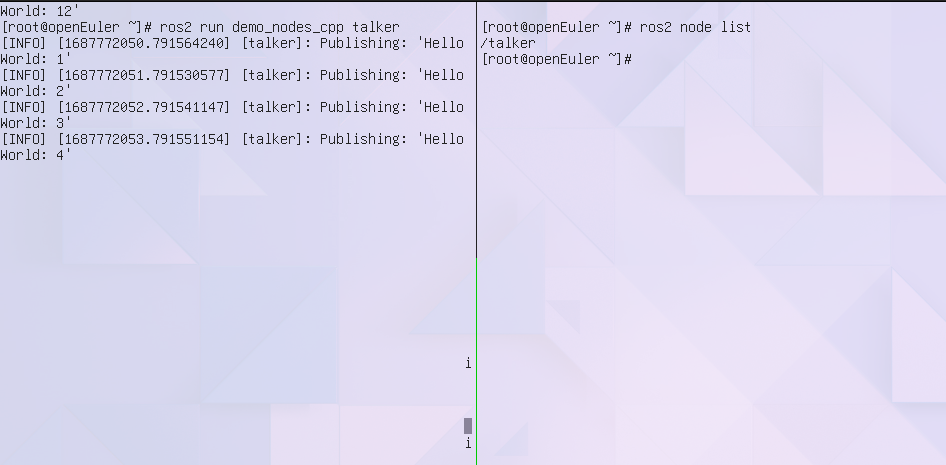 World: 12'
[root@openEuler ~]# ros2 run demo_nodes_cpp talker
[INFO] [1687772050.791564240] [talker]: Publishing: 'Hello
World: 1'
[INFO] [1687772051.791530577] [talker]: Publishing: 'Hello
World: 2'
[INFO] [1687772052.791541147] [talker]: Publishing: 'Hello
World: 3'
[INFO] [1687772053.791551154] [talker]: Publishing: 'Hello
World: 4'
i
i
[root@openEuler ~]# ros2 node list
/talker
[root@openEuler ~]#